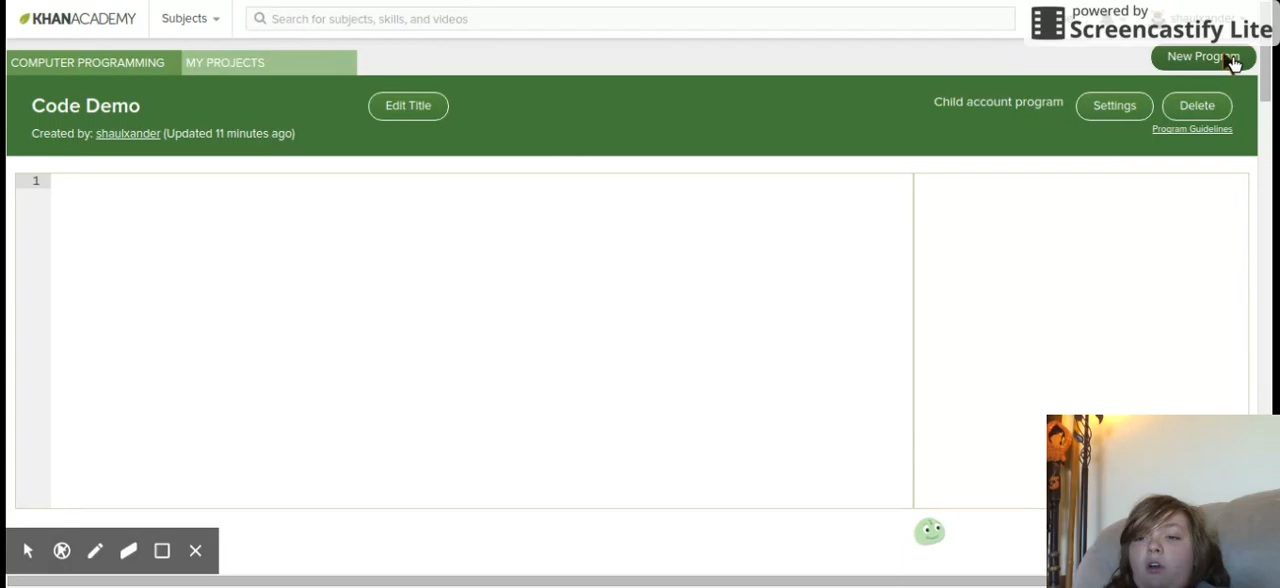 KHANACADEMY
Subjects
Search for subjects, skills, and videos
powered by
Screencastify Lite
COMPUTER PROGRAMMING
MY PROJECTS
New Program
Code Demo
Edit Title
Child account program
Settings
Delete
Created by: shaulxander (Updated 11 minutes ago)
Program Guidelines
1